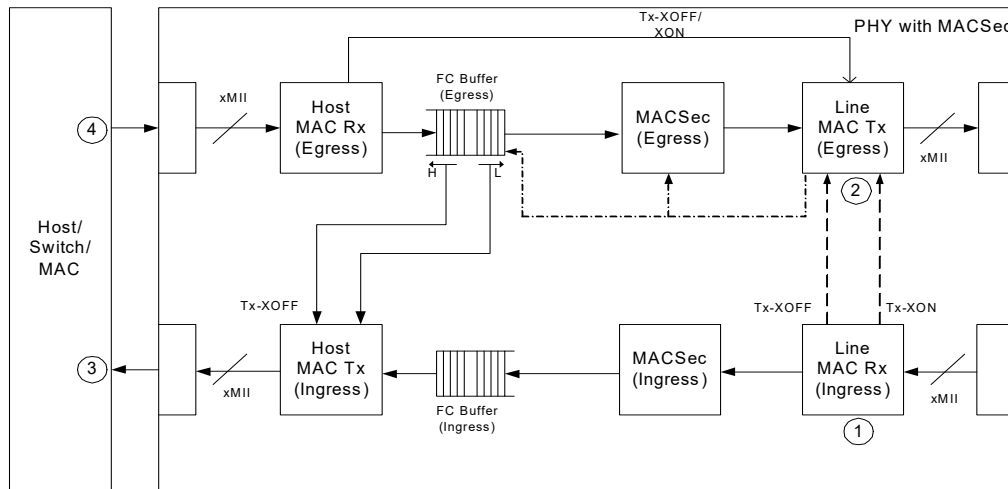 Tx-XOFF/
XON
PHY with MACSec
xMII
Host
MAC Rx
(Egress)
FC Buffer
(Egress)
H
L
MACSec
(Egress)
Line
MAC Tx
(Egress)
xMII
4
2
Host/
Switch/
MAC
Tx-XOFF
Tx-XOFF
Tx-XON
3
xMII
Host
MAC Tx
(Ingress)
FC Buffer
(Ingress)
MACSec
(Ingress)
Line
MAC Rx
(Ingress)
xMII
1